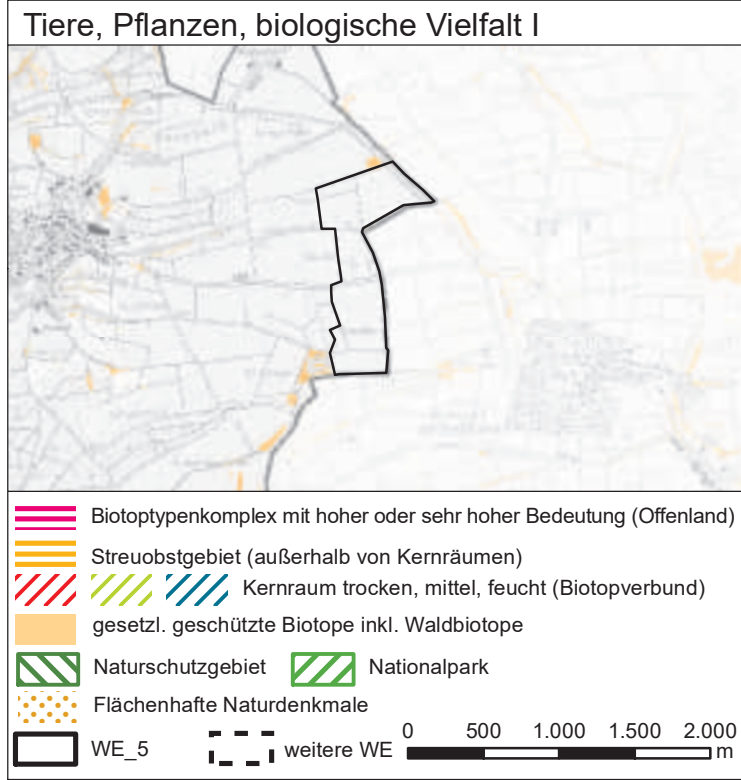 Tiere, Pflanzen, biologische Vielfalt I
Biotoptypenkomplex mit hoher oder sehr hoher Bedeutung (Offenland)
Streuobstgebiet (außerhalb von Kernräumen)
Kernraum trocken, mittel, feucht (Biotopverbund)
gesetzl. geschützte Biotope inkl. Waldbiotope
Naturschutzgebiet Nationalpark
Flächenhafte Naturdenkmale
0 500 1.000 1.500 2.000
WE_5 weitere WE m